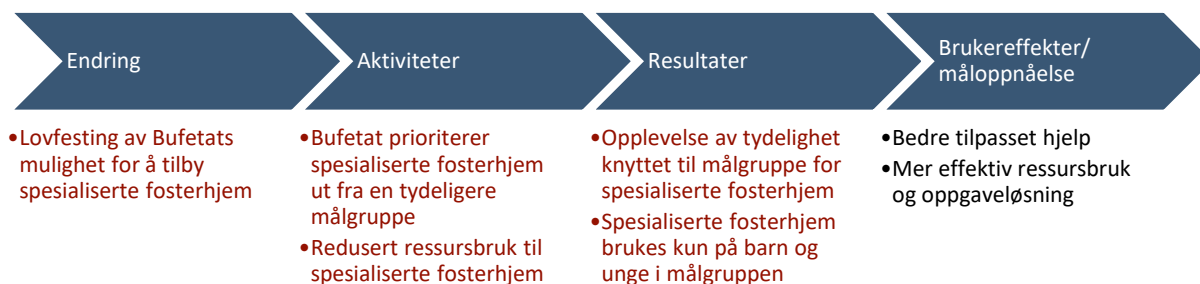 Endring
Aktiviteter
Resultater
Brukereffekter/
måloppnåelse
•Lovfesting av Bufetats
mulighet for å tilby
spesialiserte fosterhjem
•Bufetat prioriterer
spesialiserte fosterhjem
ut fra en tydeligere
målgruppe
•Redusert ressursbruk til
spesialiserte fosterhjem
•Opplevelse av tydelighet
knyttet til målgruppe for
spesialiserte fosterhjem
•Spesialiserte fosterhjem
brukes kun på barn og
unge i målgruppen
•Bedre tilpasset hjelp
•Mer effektiv ressursbruk
og oppgaveløsning